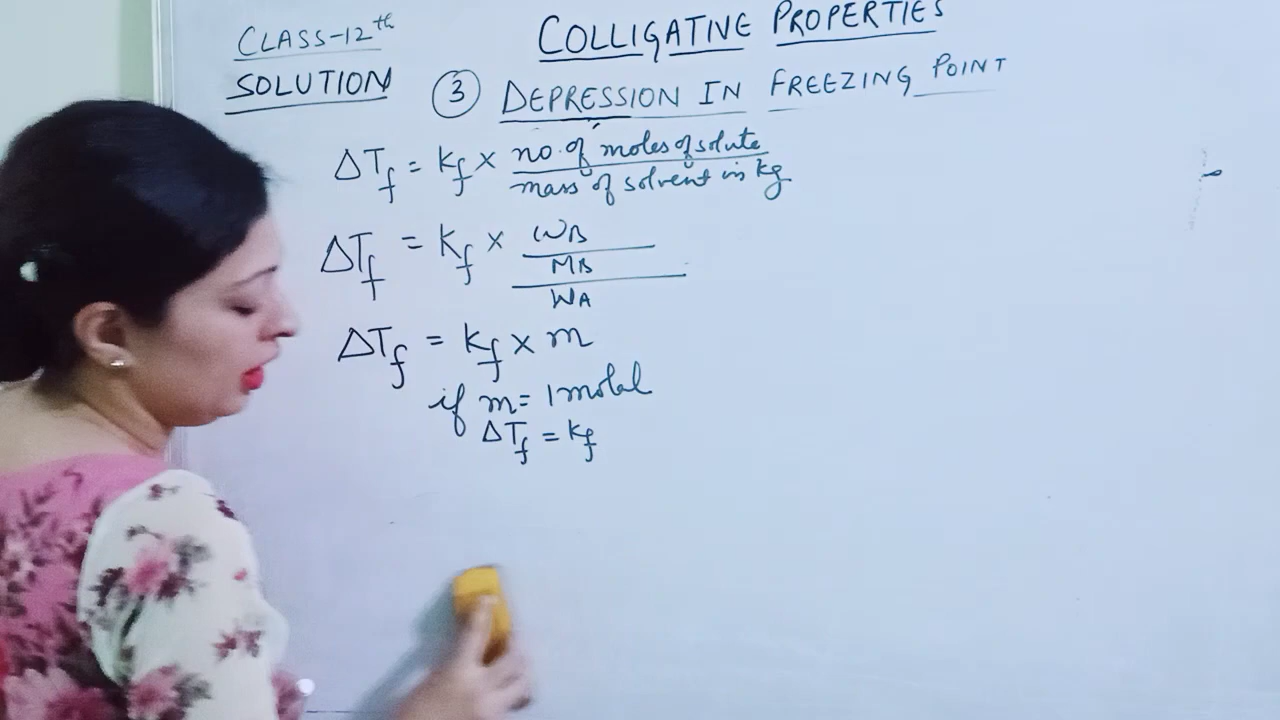 CLASS-12th
SOLUTION
COLLIGATIVE PROPERTIES
③ DEPRESSION IN FREEZING POINT
ΔTf = Kf × no. of moles of solute / mass of solvent in kg
ΔTf = Kf × WB / MB / WA
ΔTf = Kf × m
if m = 1 molal
ΔTf = Kf